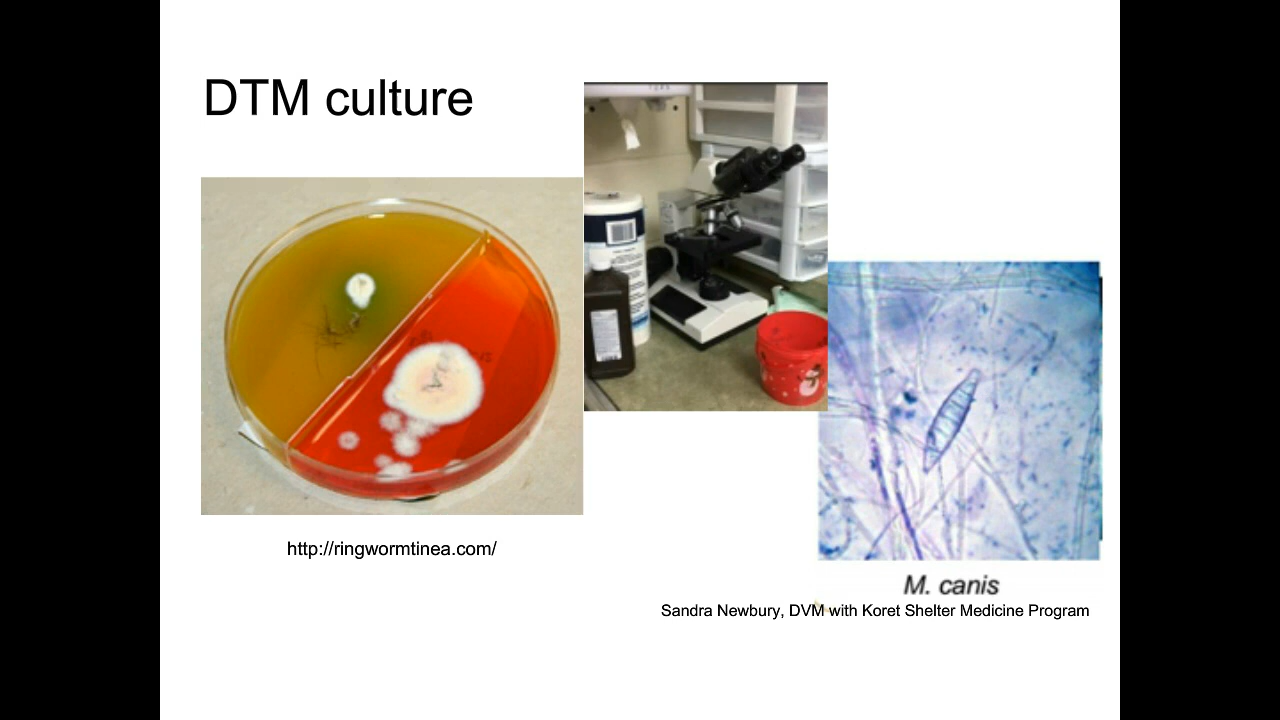 DTM culture
http://ringwormtinea.com/
M. canis
Sandra Newbury, DVM with Koret Shelter Medicine Program